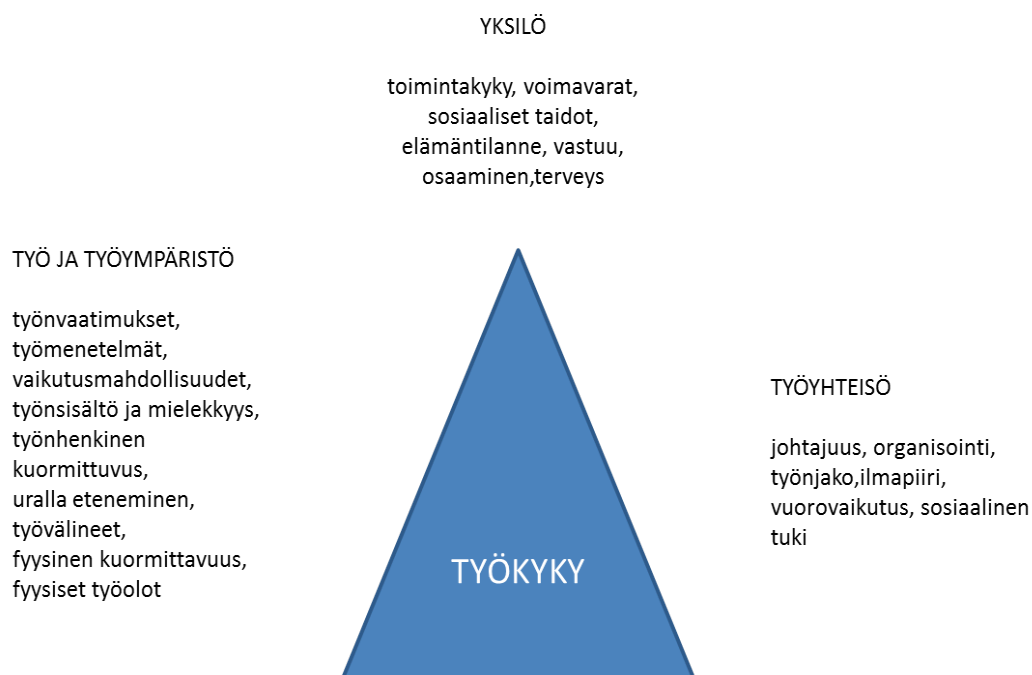 YKSILÖ
toimintakyky, voimavarat,
sosiaaliset taidot,
elämäntilanne, vastuu,
osaaminen,terveys
TYÖ JA TYÖYMPÄRISTÖ
työnvaatimukset,
työmenetelmät,
vaikutusmahdollisuudet,
työnsisältö ja mielekkyys,
työnhenkinen
kuormittuvus,
uralla eteneminen,
työvälineet,
fyysinen kuormittavuus,
fyysiset työolot
TYÖYHTEISÖ
johtajuus, organisointi,
työnjako,ilmapiiri,
vuorovaikutus, sosiaalinen
tuki
TYÖKYKY